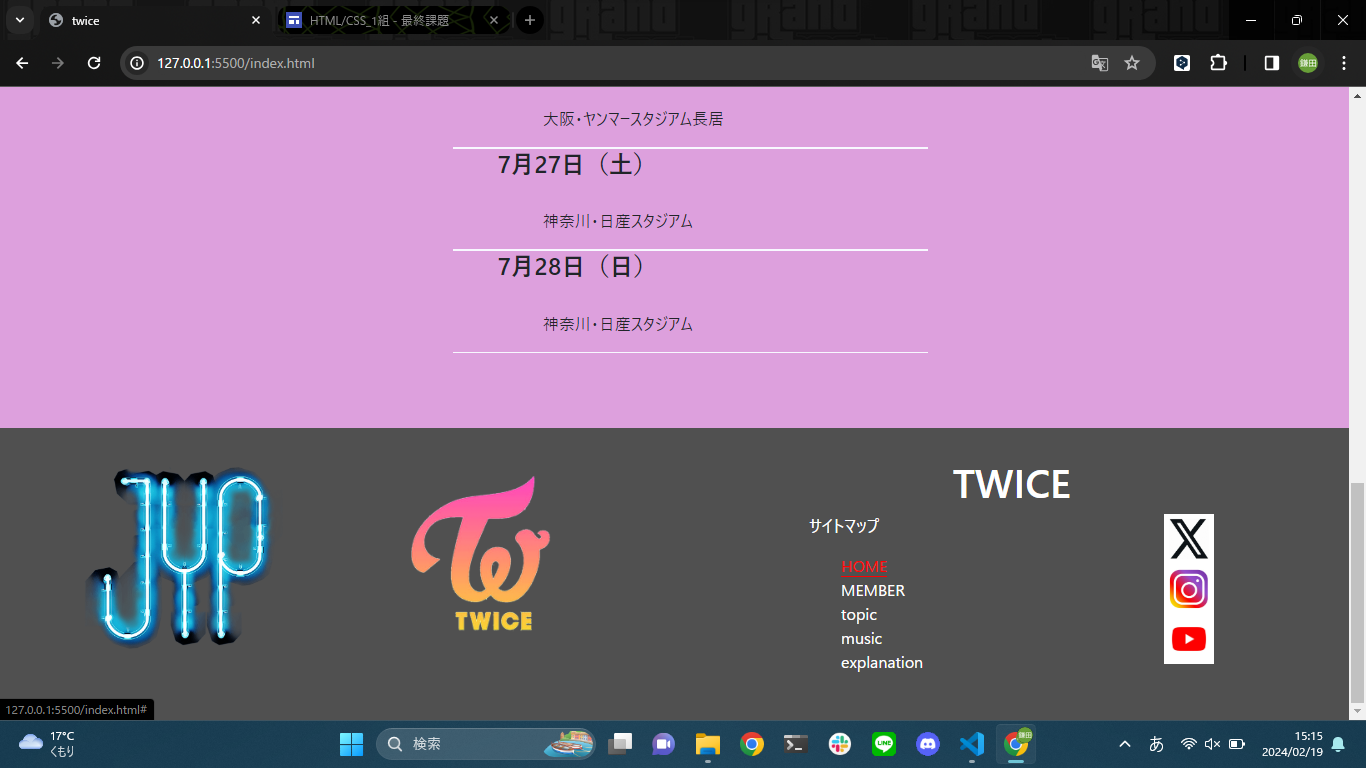 twice
HTML/CSS_1組 - 最終課題
127.0.0.1:5500/index.html
鎌田
大阪・ヤンマースタジアム長居
7月27日（土）
神奈川・日産スタジアム
7月28日（日）
神奈川・日産スタジアム
JYP
TWICE
TWICE
サイトマップ
HOME
MEMBER
topic
music
explanation
127.0.0.1:5500/index.html#
17°C
くもり
検索
LINE
鎌田
あ
15:15
2024/02/19